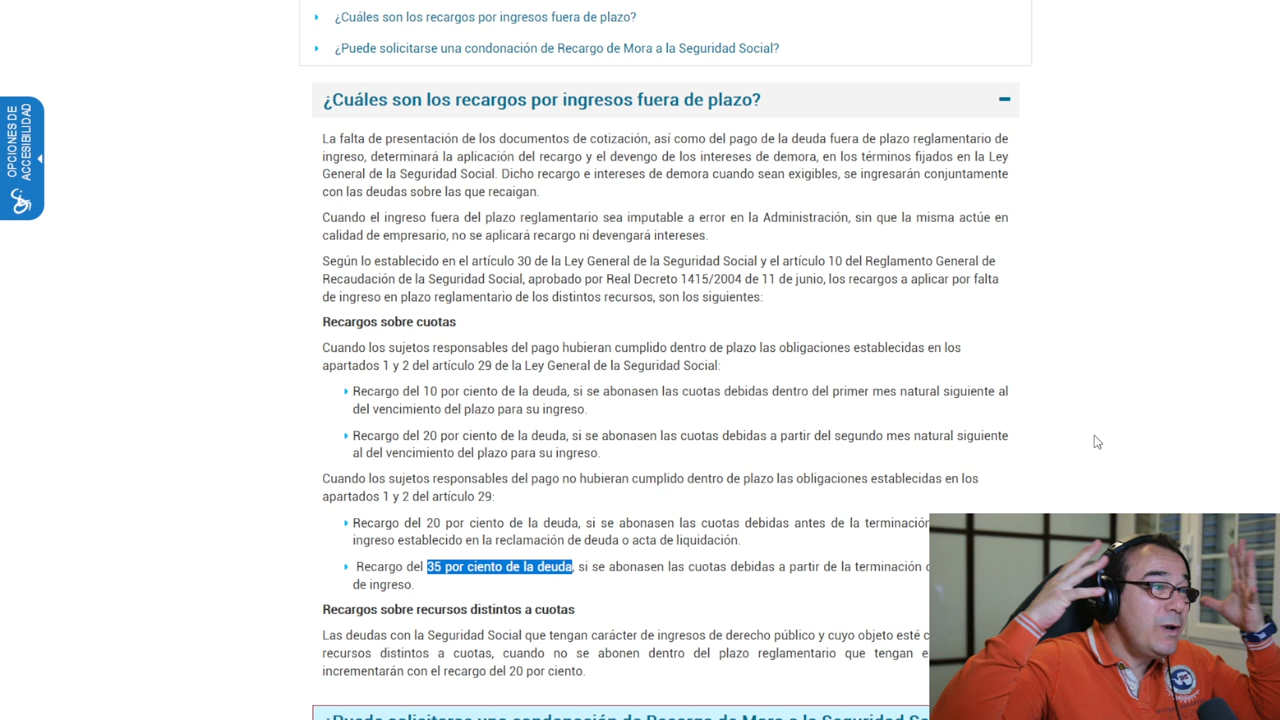 ¿Cuáles son los recargos por ingresos fuera de plazo?
¿Puede solicitarse una condonación de Recargo de Mora a la Seguridad Social?
OPCIONES DE
ACCESIBILIDAD
¿Cuáles son los recargos por ingresos fuera de plazo?
La falta de presentación de los documentos de cotización, así como del pago de la deuda fuera de plazo reglamentario de
ingreso, determinará la aplicación del recargo y el devengo de los intereses de demora, en los términos fijados en la Ley
General de la Seguridad Social. Dicho recargo e intereses de demora cuando sean exigibles, se ingresarán conjuntamente
con las deudas sobre las que recaigan.
Cuando el ingreso fuera del plazo reglamentario sea imputable a error en la Administración, sin que la misma actúe en
calidad de empresario, no se aplicará recargo ni devengará intereses.
Según lo establecido en el artículo 30 de la Ley General de la Seguridad Social y el artículo 10 del Reglamento General de
Recaudación de la Seguridad Social, aprobado por Real Decreto 1415/2004 de 11 de junio, los recargos a aplicar por falta
de ingreso en plazo reglamentario de los distintos recursos, son los siguientes:
Recargos sobre cuotas
Cuando los sujetos responsables del pago hubieran cumplido dentro de plazo las obligaciones establecidas en los
apartados 1 y 2 del artículo 29 de la Ley General de la Seguridad Social:
Recargo del 10 por ciento de la deuda, si se abonasen las cuotas debidas dentro del primer mes natural siguiente al
del vencimiento del plazo para su ingreso.
Recargo del 20 por ciento de la deuda, si se abonasen las cuotas debidas a partir del segundo mes natural siguiente
al del vencimiento del plazo para su ingreso.
Cuando los sujetos responsables del pago no hubieran cumplido dentro de plazo las obligaciones establecidas en los
apartados 1 y 2 del artículo 29:
Recargo del 20 por ciento de la deuda, si se abonasen las cuotas debidas antes de la terminación
ingreso establecido en la reclamación de deuda o acta de liquidación.
Recargo del 35 por ciento de la deuda, si se abonasen las cuotas debidas a partir de la terminación
de ingreso.
Recargos sobre recursos distintos a cuotas
Las deudas con la Seguridad Social que tengan carácter de ingresos de derecho público y cuyo objeto esté
recursos distintos a cuotas, cuando no se abonen dentro del plazo reglamentario que tengan
incrementarán con el recargo del 20 por ciento.
¿Puede solicitarse una condonación de Recargo de Mora a la Seguridad